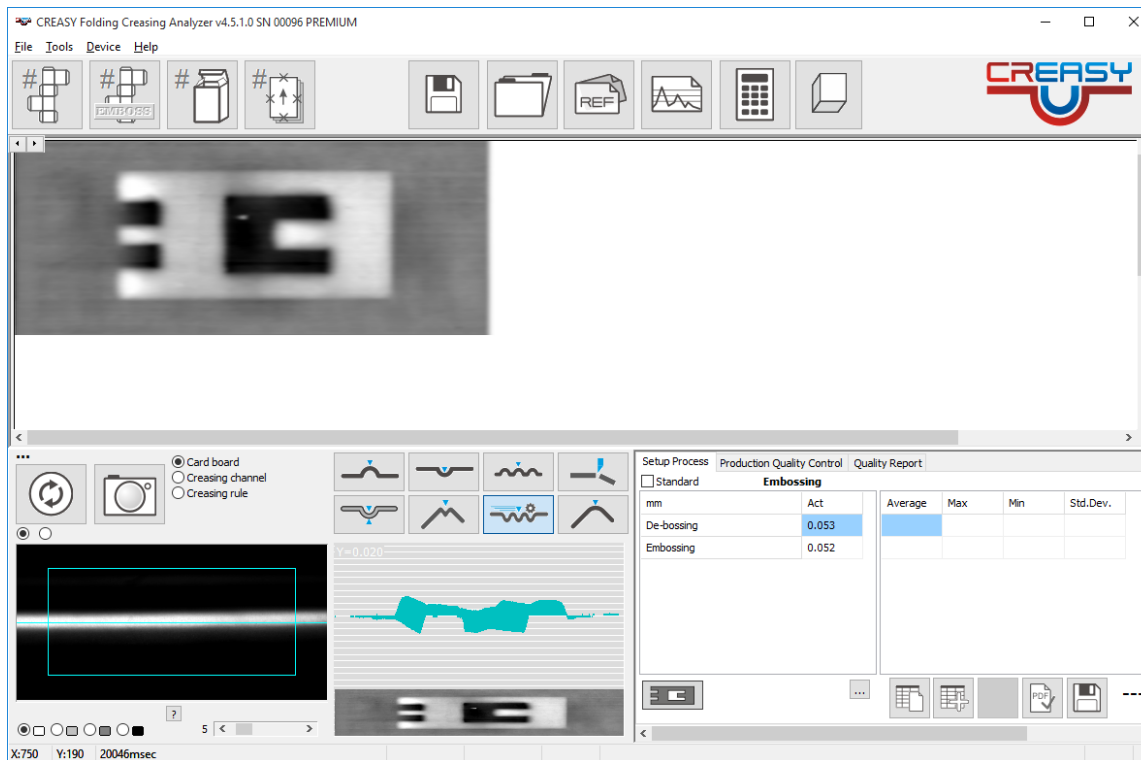 CREASY Folding Creasing Analyzer v4.5.1.0 SN 00096 PREMIUM
File Tools Device Help
# # EMBOSS # # REF PDF CREASY
Card board
Creasing channel
Creasing rule
Y=0.020
?
5
Setup Process Production Quality Control Quality Report
Standard Embossing
mm Act Average Max Min Std.Dev.
De-bossing 0.053
Embossing 0.052
...
X:750 Y:190 20046msec